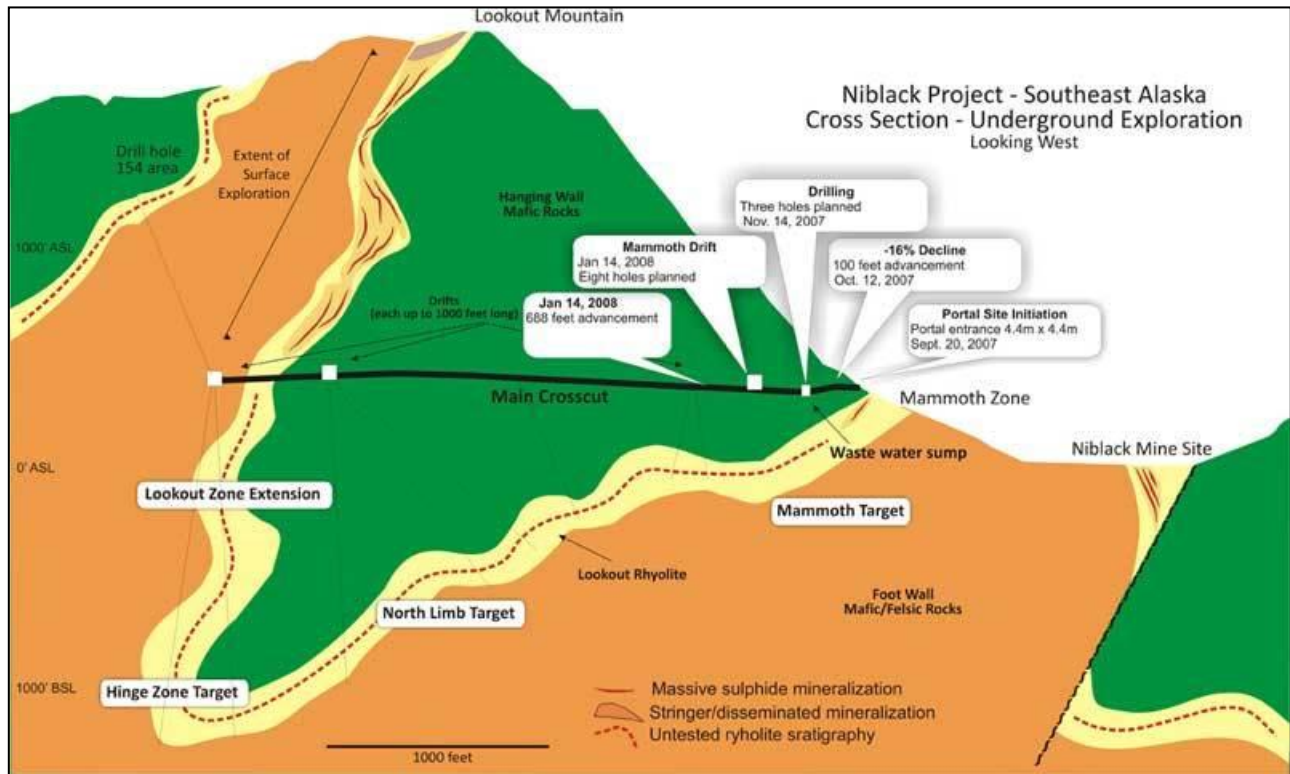 Lookout Mountain
Niblack Project - Southeast Alaska
Cross Section - Underground Exploration
Looking West
Drill hole
154 area
Extent of
Surface
Exploration
Hanging Wall
Mafic Rocks
Drilling
Three holes planned
Nov. 14, 2007
1000' ASL
Mammoth Drift
Jan 14, 2008
Eight holes planned
-16% Decline
100 feet advancement
Oct. 12, 2007
Drifts
(each up to 1000 feet long)
Jan 14, 2008
688 feet advancement
Portal Site Initiation
Portal entrance 4.4m x 4.4m
Sept. 20, 2007
Main Crosscut
Mammoth Zone
Waste water sump
Niblack Mine Site
0' ASL
Lookout Zone Extension
Mammoth Target
Lookout Rhyolite
Foot Wall
Mafic/Felsic Rocks
North Limb Target
1000' BSL
Hinge Zone Target
Massive sulphide mineralization
Stringer/disseminated mineralization
Untested ryholite sratigraphy
1000 feet